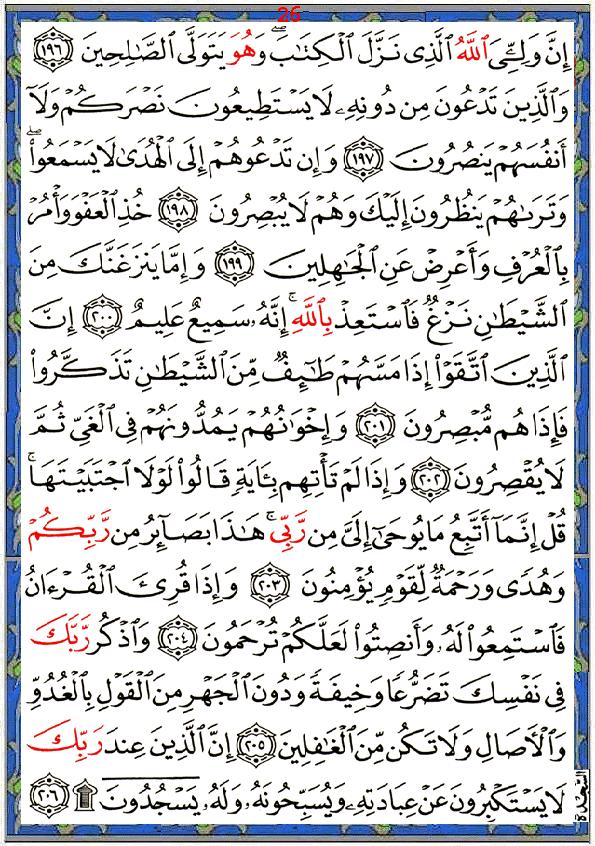 26
إِنَّ وَلِـِّۧىَ ٱللَّهُ ٱلَّذِى نَزَّلَ ٱلْكِتَٰبَ ۖ وَهُوَ يَتَوَلَّى ٱلصَّٰلِحِينَ ﴿١٩٦﴾
وَٱلَّذِينَ تَدْعُونَ مِن دُونِهِۦ لَا يَسْتَطِيعُونَ نَصْرَكُمْ وَلَآ
أَنفُسَهُمْ يَنصُرُونَ ﴿١٩٧﴾ وَإِن تَدْعُوهُمْ إِلَى ٱلْهُدَىٰ لَا يَسْمَعُوا۟ ۖ
وَتَرَىٰهُمْ يَنظُرُونَ إِلَيْكَ وَهُمْ لَا يُبْصِرُونَ ﴿١٩٨﴾ خُذِ ٱلْعَفْوَ وَأْمُرْ
بِٱلْعُرْفِ وَأَعْرِضْ عَنِ ٱلْجَٰهِلِينَ ﴿١٩٩﴾ وَإِمَّا يَنزَغَنَّكَ مِنَ
ٱلشَّيْطَٰنِ نَزْغٌ فَٱسْتَعِذْ بِٱللَّهِ ۚ إِنَّهُۥ سَمِيعٌ عَلِيمٌ ﴿٢٠٠﴾ إِنَّ
ٱلَّذِينَ ٱتَّقَوْا۟ إِذَا مَسَّهُمْ طَٰٓئِفٌ مِّنَ ٱلشَّيْطَٰنِ تَذَكَّرُوا۟
فَإِذَا هُم مُّبْصِرُونَ ﴿٢٠١﴾ وَإِخْوَٰنُهُمْ يَمُدُّونَهُمْ فِى ٱلْغَىِّ ثُمَّ
لَا يُقْصِرُونَ ﴿٢٠٢﴾ وَإِذَا لَمْ تَأْتِهِم بِـَٔايَةٍ قَالُوا۟ لَوْلَا ٱجْتَبَيْتَهَا ۚ
قُلْ إِنَّمَآ أَتَّبِعُ مَا يُوحَىٰٓ إِلَىَّ مِن رَّبِّى ۚ هَٰذَا بَصَآئِرُ مِن رَّبِّكُمْ
وَهُدًى وَرَحْمَةٌ لِّقَوْمٍ يُؤْمِنُونَ ﴿٢٠٣﴾ وَإِذَا قُرِئَ ٱلْقُرْءَانُ
فَٱسْتَمِعُوا۟ لَهُۥ وَأَنصِتُوا۟ لَعَلَّكُمْ تُرْحَمُونَ ﴿٢٠٤﴾ وَٱذْكُر رَّبَّكَ
فِى نَفْسِكَ تَضَرُّعًا وَخِيفَةً وَدُونَ ٱلْجَهْرِ مِنَ ٱلْقَوْلِ بِٱلْغُدُوِّ
وَٱلْءَاصَالِ وَلَا تَكُن مِّنَ ٱلْغَٰفِلِينَ ﴿٢٠٥﴾ إِنَّ ٱلَّذِينَ عِندَ رَبِّكَ
لَا يَسْتَكْبِرُونَ عَنْ عِبَادَتِهِۦ وَيُسَبِّحُونَهُۥ وَلَهُۥ يَسْجُدُونَ ۩ ﴿٢٠٦﴾
السَّجْدَة